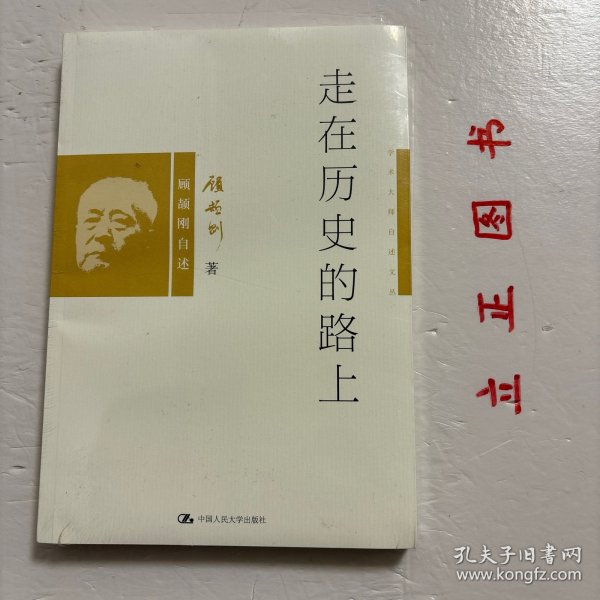 走在历史的路上
学术大师自述文丛
顾颉刚 著
顾颉刚自述
中国人民大学出版社
立正图书
孔夫子旧书网
www.kongfz.com